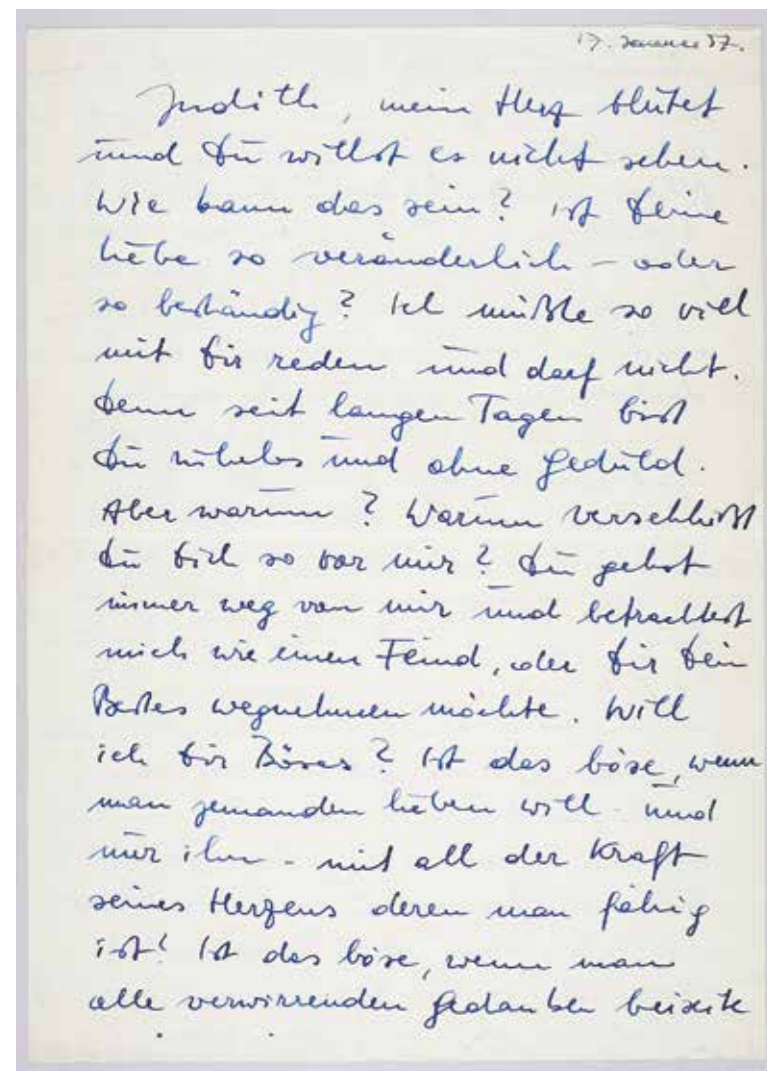 17. Januar 57.
Judith, mein Herz blutet
und Du willst es nicht sehen.
Wie kann das sein? Ist Deine
Liebe so veränderlich – oder
so beständig? Ich müßte so viel
mit Dir reden und darf nicht.
Denn seit langen Tagen bist
Du ruhelos und ohne Geduld.
Aber warum? Warum verschließt
Du Dich so vor mir? Du gehst
immer weg von mir und betrachtest
mich wie einen Feind, der Dir Dein
Bestes wegnehmen möchte. Will
ich Dir Böses? Ist das böse, wenn
man jemanden lieben will – und
nur ihn – mit all der Kraft
seines Herzens deren man fähig
ist! Ist das böse, wenn man
alle verwirrenden Gedanken beiseite